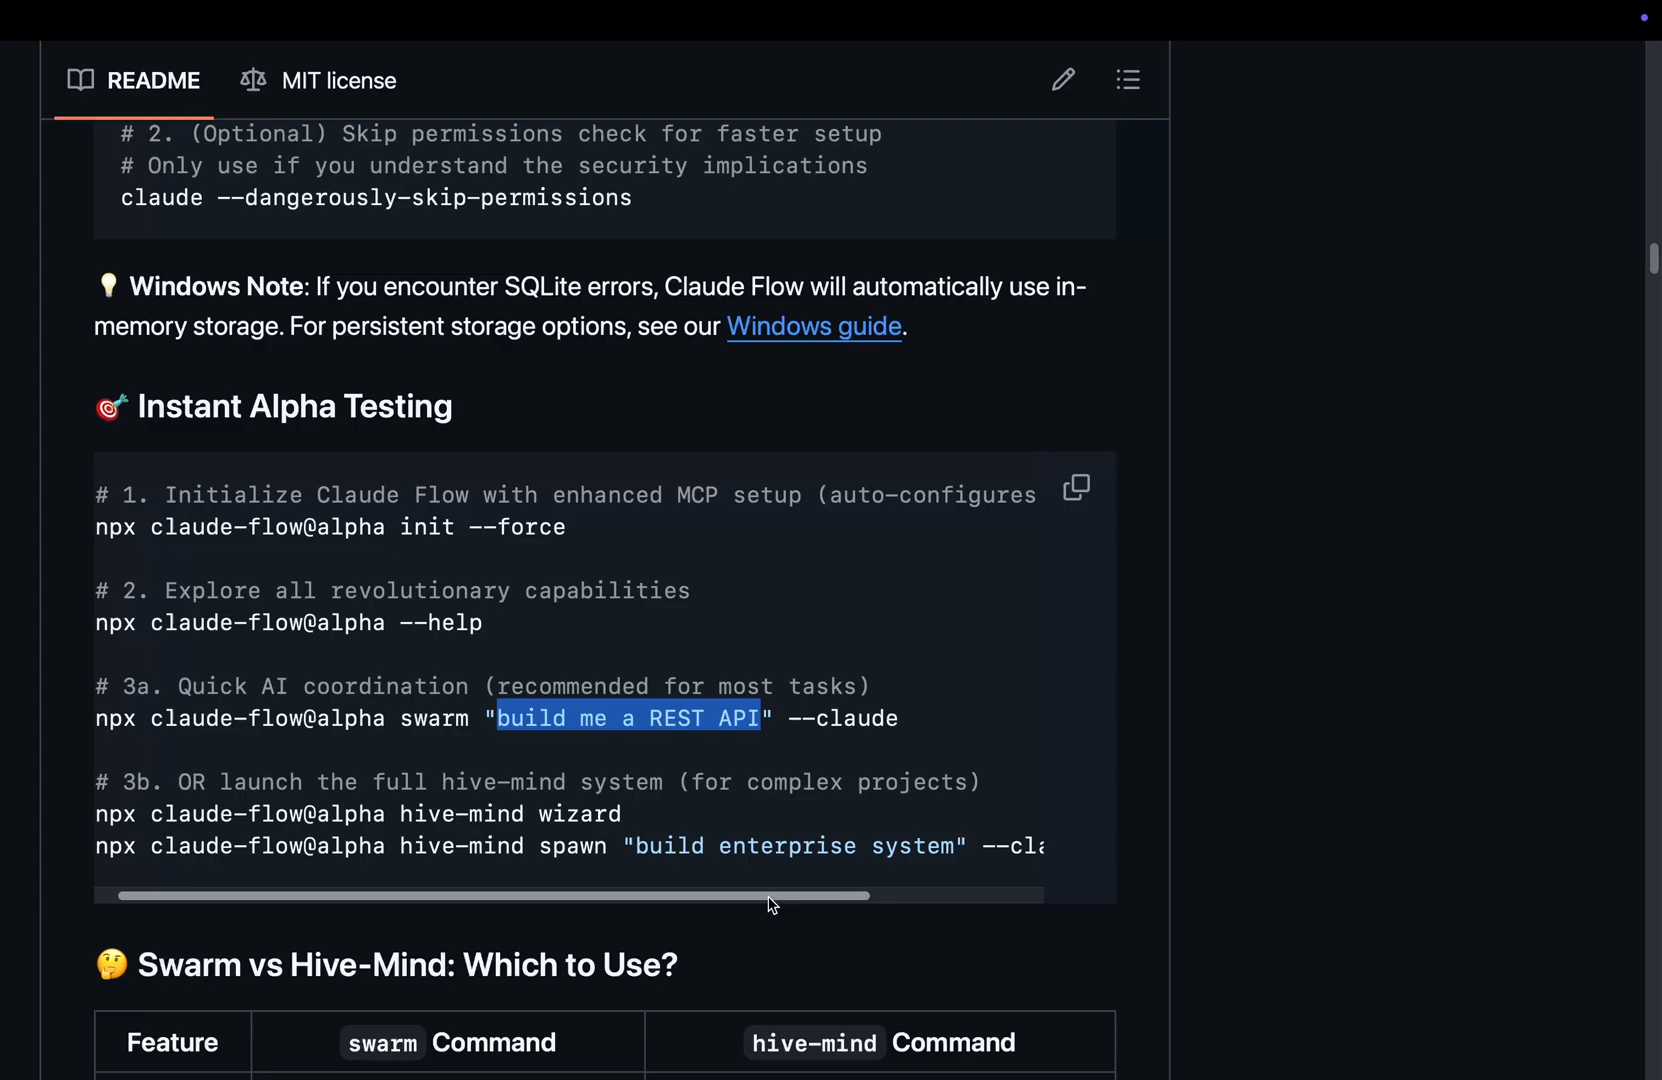 README
MIT license
# 2. (Optional) Skip permissions check for faster setup
# Only use if you understand the security implications
claude --dangerously-skip-permissions
💡 Windows Note: If you encounter SQLite errors, Claude Flow will automatically use in-
memory storage. For persistent storage options, see our Windows guide.
🎯 Instant Alpha Testing
# 1. Initialize Claude Flow with enhanced MCP setup (auto-configures
npx claude-flow@alpha init --force
# 2. Explore all revolutionary capabilities
npx claude-flow@alpha --help
# 3a. Quick AI coordination (recommended for most tasks)
npx claude-flow@alpha swarm "build me a REST API" --claude
# 3b. OR launch the full hive-mind system (for complex projects)
npx claude-flow@alpha hive-mind wizard
npx claude-flow@alpha hive-mind spawn "build enterprise system" --cla
🤔 Swarm vs Hive-Mind: Which to Use?
Feature swarm Command hive-mind Command